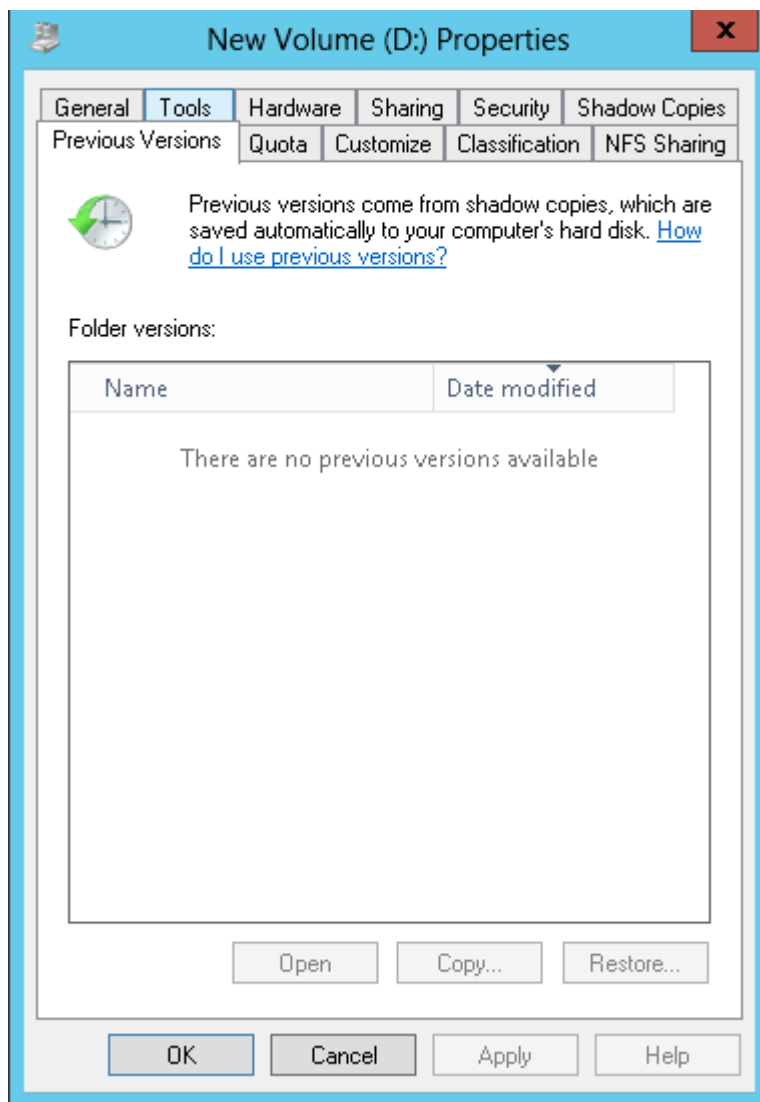 New Volume (D:) Properties
x
General Tools Hardware Sharing Security Shadow Copies
Previous Versions Quota Customize Classification NFS Sharing
Previous versions come from shadow copies, which are
saved automatically to your computer's hard disk. How
do I use previous versions?
Folder versions:
Name Date modified
There are no previous versions available
Open Copy... Restore...
OK Cancel Apply Help